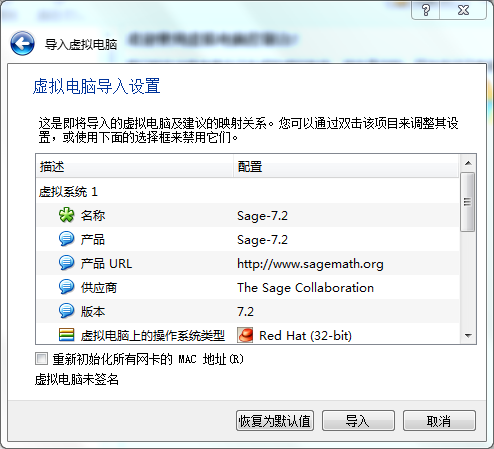 导入虚拟电脑
虚拟电脑导入设置
这是即将导入的虚拟电脑及建议的映射关系。您可以通过双击该项目来调整其设
置，或使用下面的选择框来禁用它们。
描述 配置
虚拟系统 1
名称 Sage-7.2
产品 Sage-7.2
产品 URL http://www.sagemath.org
供应商 The Sage Collaboration
版本 7.2
虚拟电脑上的操作系统类型 Red Hat (32-bit)
重新初始化所有网卡的 MAC 地址(R)
虚拟电脑未签名
恢复为默认值 导入 取消